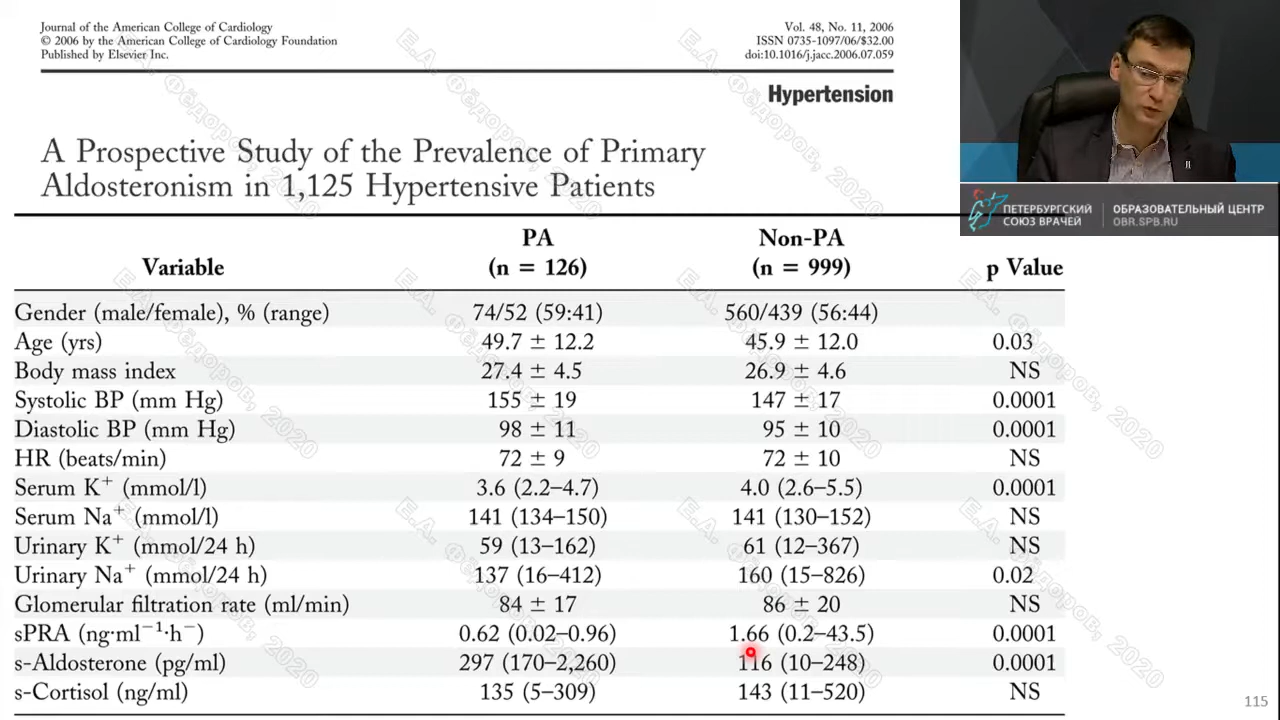 Journal of the American College of Cardiology
© 2006 by the American College of Cardiology Foundation
Published by Elsevier Inc.
Vol. 48, No. 11, 2006
ISSN 0735-1097/06/$32.00
doi:10.1016/j.jacc.2006.07.059
Hypertension
A Prospective Study of the Prevalence of Primary
Aldosteronism in 1,125 Hypertensive Patients
ПЕТЕРБУРГСКИЙ
СОЮЗ ВРАЧЕЙ
ОБРАЗОВАТЕЛЬНЫЙ ЦЕНТР
OBR.SPB.RU
PA Non-PA
Variable (n = 126) (n = 999) p Value
Gender (male/female), % (range) 74/52 (59:41) 560/439 (56:44)
Age (yrs) 49.7 ± 12.2 45.9 ± 12.0 0.03
Body mass index 27.4 ± 4.5 26.9 ± 4.6 NS
Systolic BP (mm Hg) 155 ± 19 147 ± 17 0.0001
Diastolic BP (mm Hg) 98 ± 11 95 ± 10 0.0001
HR (beats/min) 72 ± 9 72 ± 10 NS
Serum K⁺ (mmol/l) 3.6 (2.2–4.7) 4.0 (2.6–5.5) 0.0001
Serum Na⁺ (mmol/l) 141 (134–150) 141 (130–152) NS
Urinary K⁺ (mmol/24 h) 59 (13–162) 61 (12–367) NS
Urinary Na⁺ (mmol/24 h) 137 (16–412) 160 (15–826) 0.02
Glomerular filtration rate (ml/min) 84 ± 17 86 ± 20 NS
sPRA (ng·ml⁻¹·h⁻) 0.62 (0.02–0.96) 1.66 (0.2–43.5) 0.0001
s-Aldosterone (pg/ml) 297 (170–2,260) 116 (10–248) 0.0001
s-Cortisol (ng/ml) 135 (5–309) 143 (11–520) NS
115
Е.А. Фёдоров, 2020